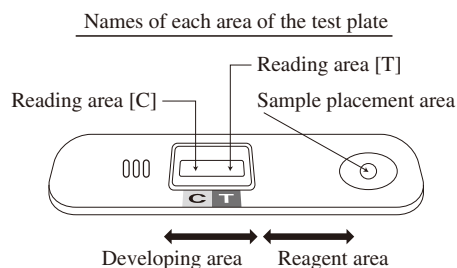 Names of each area of the test plate
Reading area [T]
Reading area [C]
Sample placement area
C T
Developing area
Reagent area